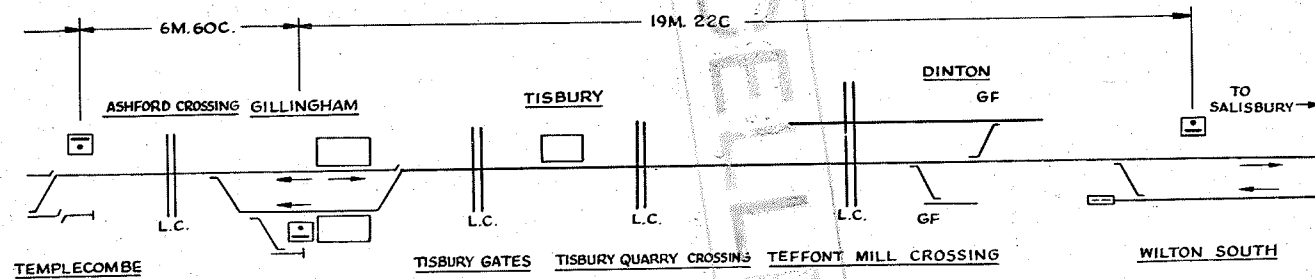 6M. 60C.
19M. 22C
ASHFORD CROSSING
GILLINGHAM
TISBURY
DINTON
GF
TO
SALISBURY
L.C.
L.C.
L.C.
L.C.
GF
TEMPLECOMBE
TISBURY GATES
TISBURY QUARRY CROSSING
TEFFONT MILL CROSSING
WILTON SOUTH